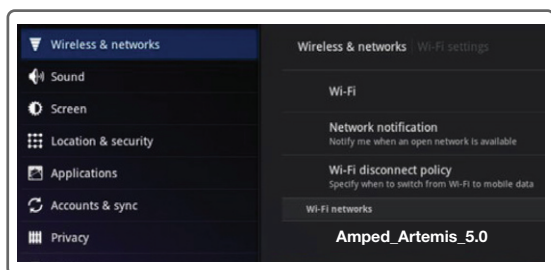 Wireless & networks
Sound
Screen
Location & security
Applications
Accounts & sync
Privacy
Wireless & networks | Wi-Fi settings
Wi-Fi
Network notification
Notify me when an open network is available
Wi-Fi disconnect policy
Specify when to switch from Wi-Fi to mobile data
Wi-Fi networks
Amped_Artemis_5.0